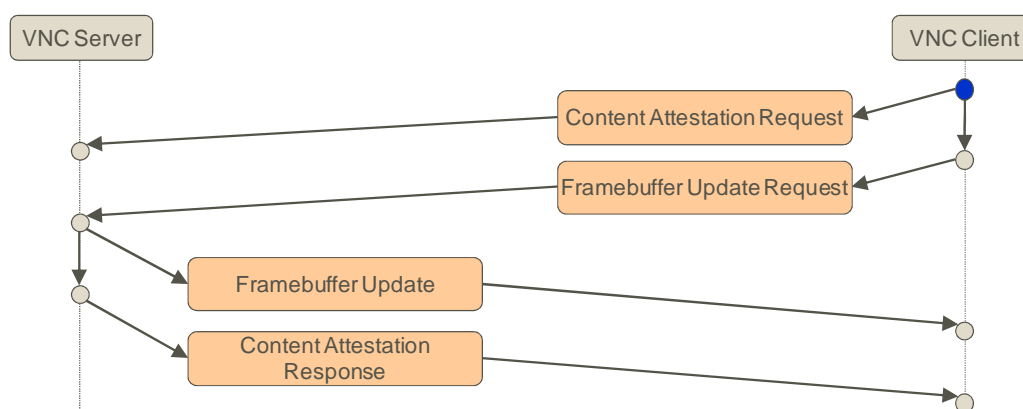 VNC Server
VNC Client
Content Attestation Request
Framebuffer Update Request
Framebuffer Update
Content Attestation
Response